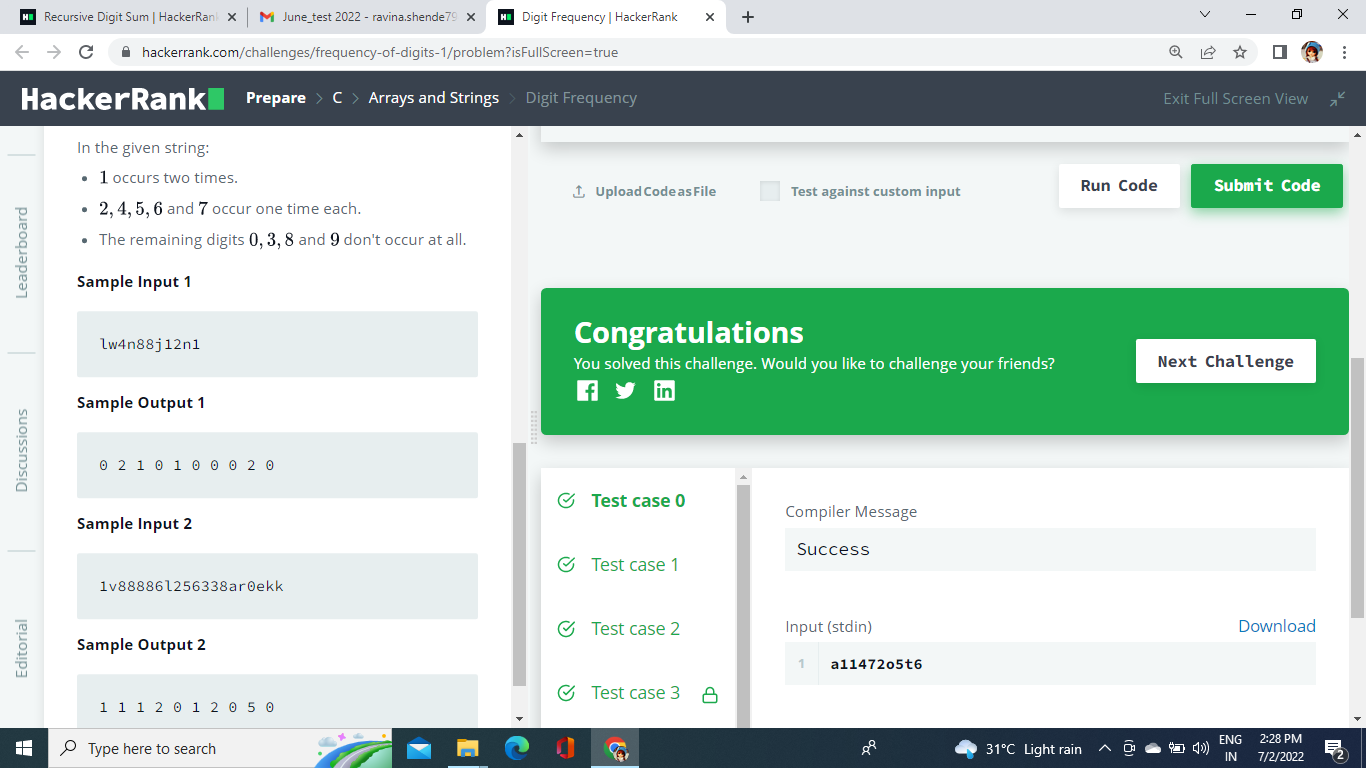 Recursive Digit Sum | HackerRan
June_test 2022 - ravina.shende79
Digit Frequency | HackerRank
hackerrank.com/challenges/frequency-of-digits-1/problem?isFullScreen=true
HackerRank
Prepare > C > Arrays and Strings > Digit Frequency
Exit Full Screen View
Leaderboard
Discussions
Editorial
In the given string:
• 1 occurs two times.
• 2, 4, 5, 6 and 7 occur one time each.
• The remaining digits 0, 3, 8 and 9 don't occur at all.
Sample Input 1
lw4n88j12n1
Sample Output 1
0 2 1 0 1 0 0 0 2 0
Sample Input 2
1v88886l256338ar0ekk
Sample Output 2
1 1 1 2 0 1 2 0 5 0
Upload Code as File
Test against custom input
Run Code
Submit Code
Congratulations
You solved this challenge. Would you like to challenge your friends?
Next Challenge
Test case 0
Test case 1
Test case 2
Test case 3
Compiler Message
Success
Input (stdin)
Download
1
a11472o5t6
Type here to search
31°C Light rain
ENG
IN
2:28 PM
7/2/2022
2